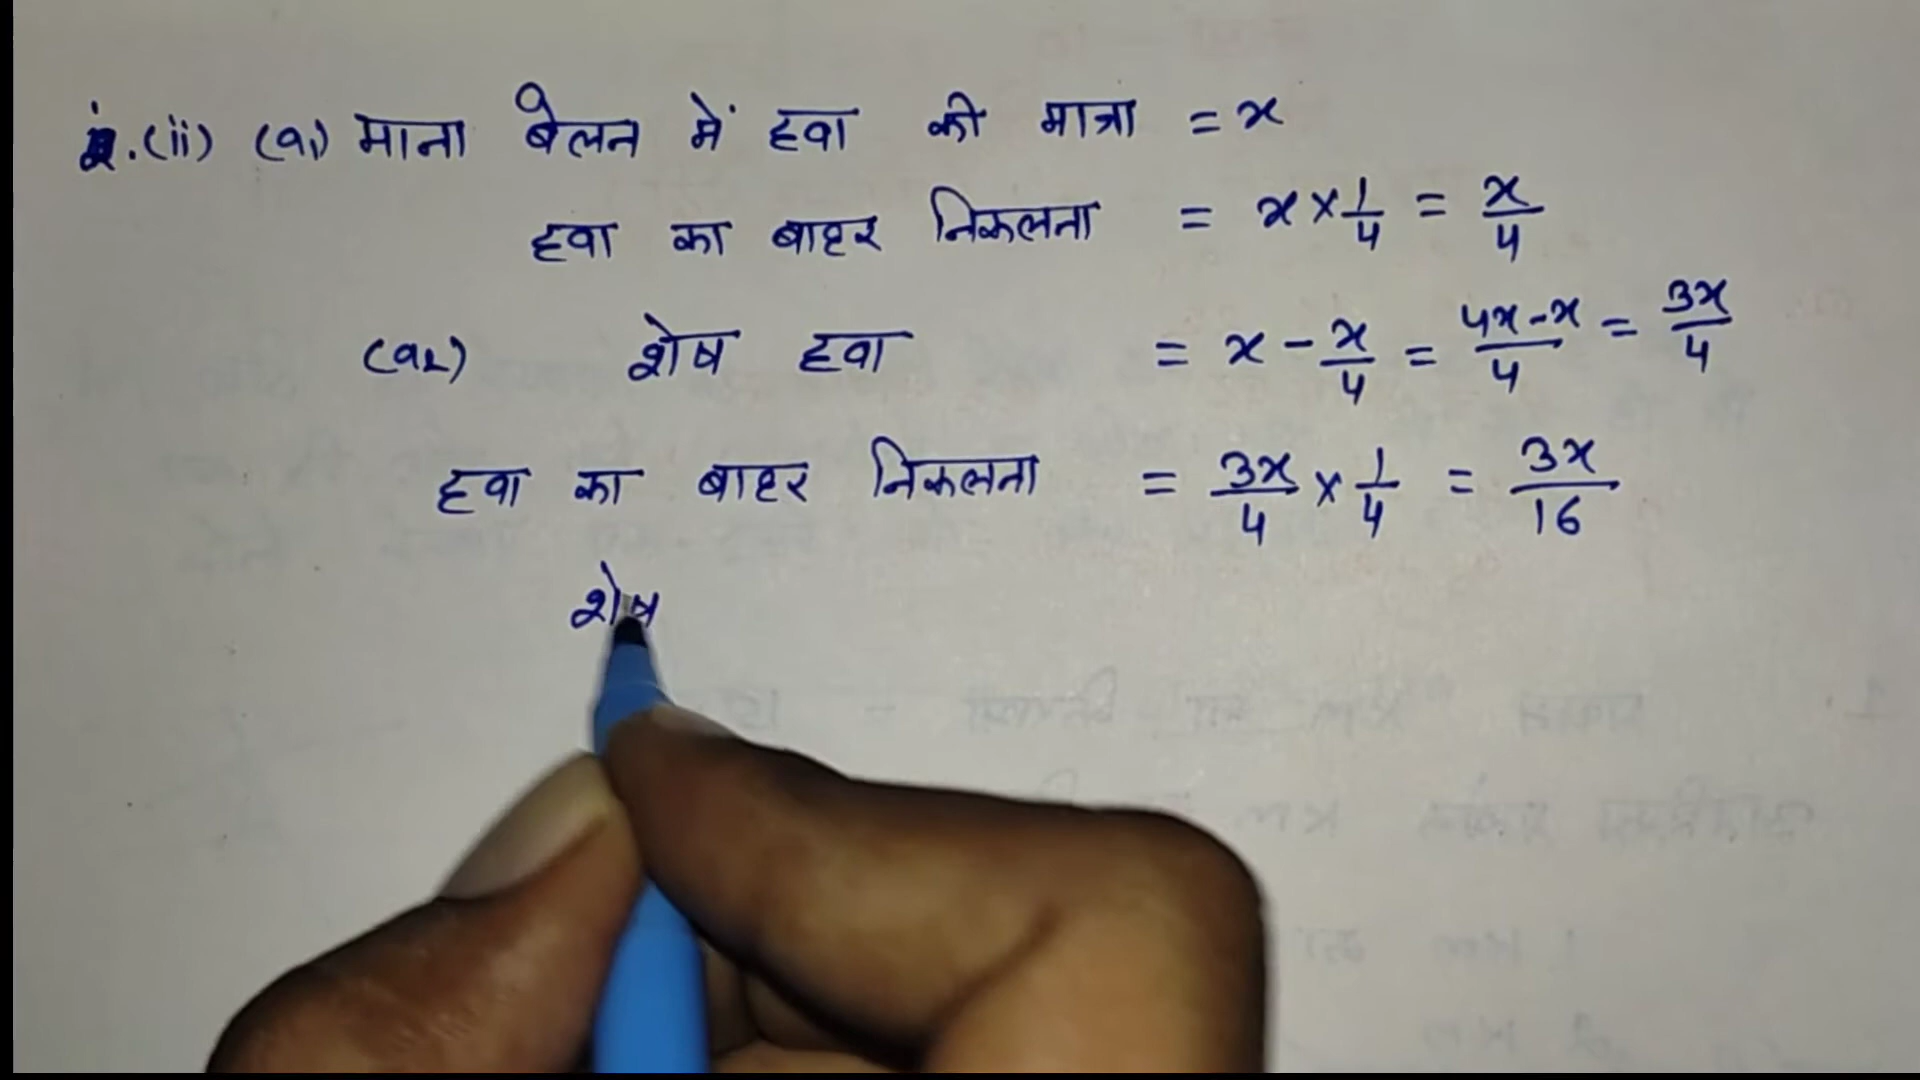 1.(ii) (a₁) माना बेलन में हवा की मात्रा = x
हवा का बाहर निकलना = x × 1/4 = x/4
(a₂) शेष हवा = x - x/4 = 4x-x/4 = 3x/4
हवा का बाहर निकलना = 3x/4 × 1/4 = 3x/16
शेष